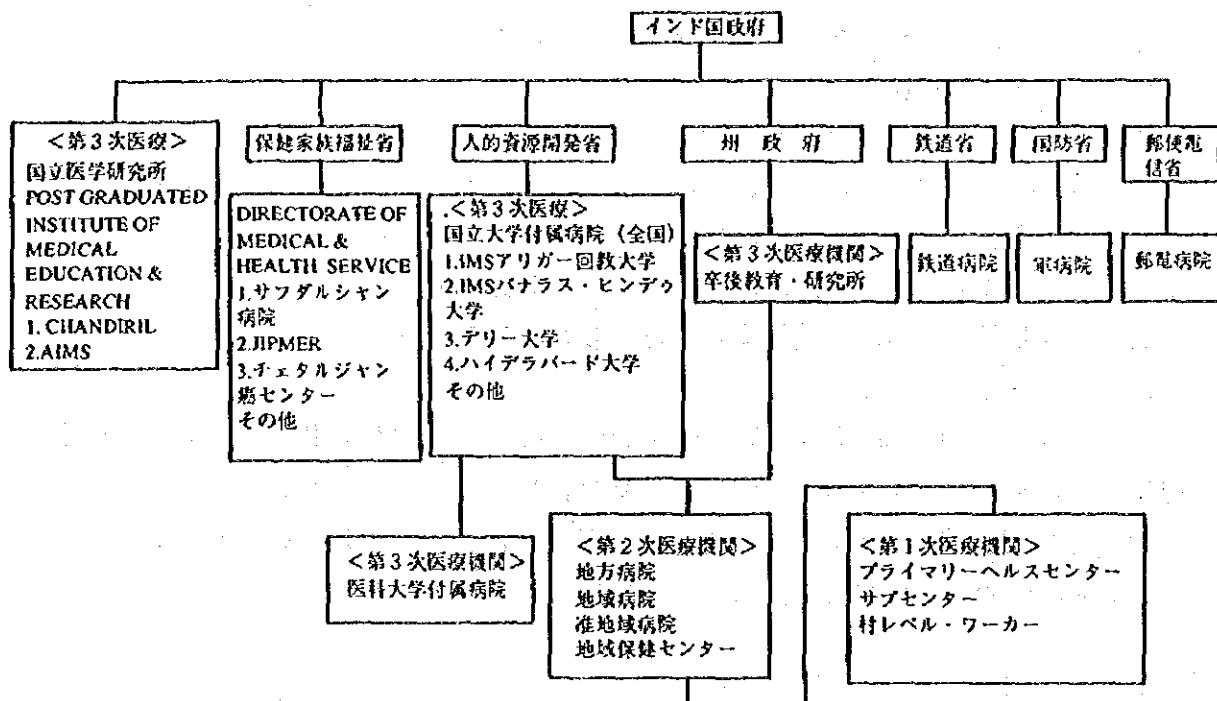 インド国政府
<第3次医療>
国立医学研究所
POST GRADUATED
INSTITUTE OF
MEDICAL
EDUCATION &
RESEARCH
1. CHANDIRIL
2.AIMS
保健家族福祉省
DIRECTORATE OF
MEDICAL &
HEALTH SERVICE
1.サフダルシャン
病院
2.JIPMER
3.チェタルジャン
癌センター
その他
人的資源開発省
.<第3次医療>
国立大学付属病院（全国）
1.IMSアリガー回教大学
2.IMSバナラス・ヒンデゥ
大学
3.デリー大学
4.ハイデラバード大学
その他
州政府
<第3次医療機関>
卒後教育・研究所
鉄道省
鉄道病院
国防省
軍病院
郵便電
信省
郵電病院
<第3次医療機関>
医科大学付属病院
<第2次医療機関>
地方病院
地域病院
准地域病院
地域保健センター
<第1次医療機関>
プライマリーヘルスセンター
サブセンター
村レベル・ワーカー